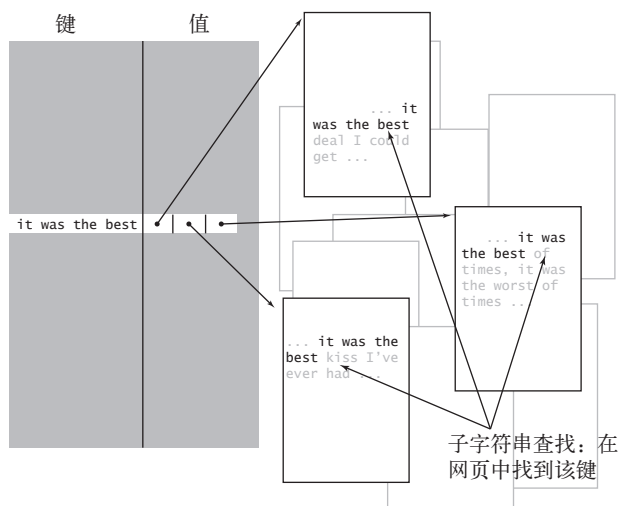 键 值
... it
was the best
deal I could
get ...
it was the best
... it was
the best of
times, it was
the worst of
times ...
... it was the
best kiss I've
ever had ...
子字符串查找：在
网页中找到该键